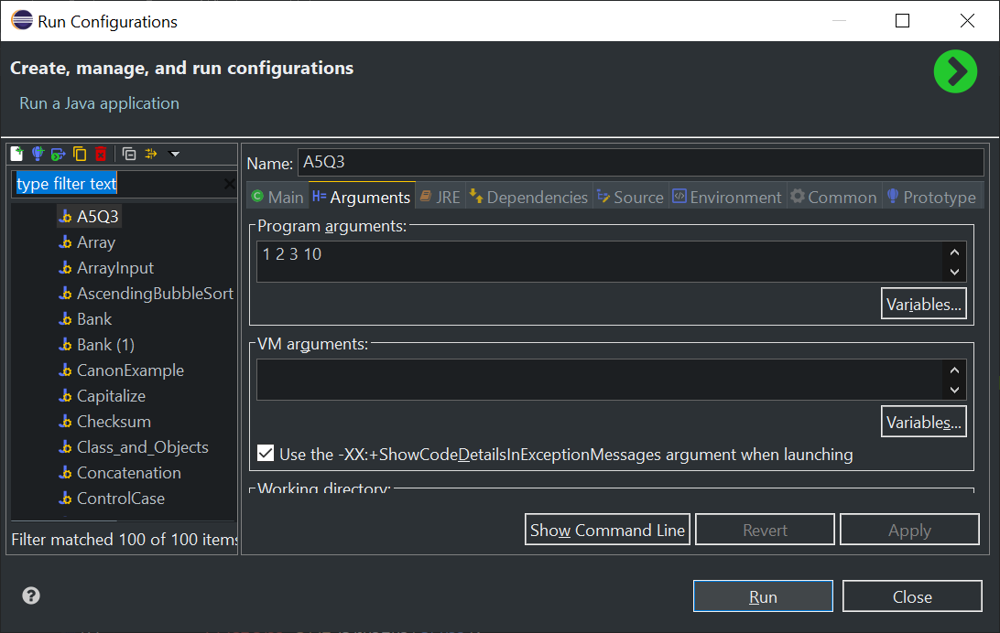 Run Configurations
Create, manage, and run configurations
Run a Java application
type filter text
A5Q3
Array
ArrayInput
AscendingBubbleSort
Bank
Bank (1)
CanonExample
Capitalize
Checksum
Class_and_Objects
Concatenation
ControlCase
Filter matched 100 of 100 items
Name: A5Q3
Main Arguments JRE Dependencies Source Environment Common Prototype
Program arguments:
1 2 3 10
Variables...
VM arguments:
Variables...
Use the -XX:+ShowCodeDetailsInExceptionMessages argument when launching
Working directory:
Show Command Line Revert Apply
Run Close